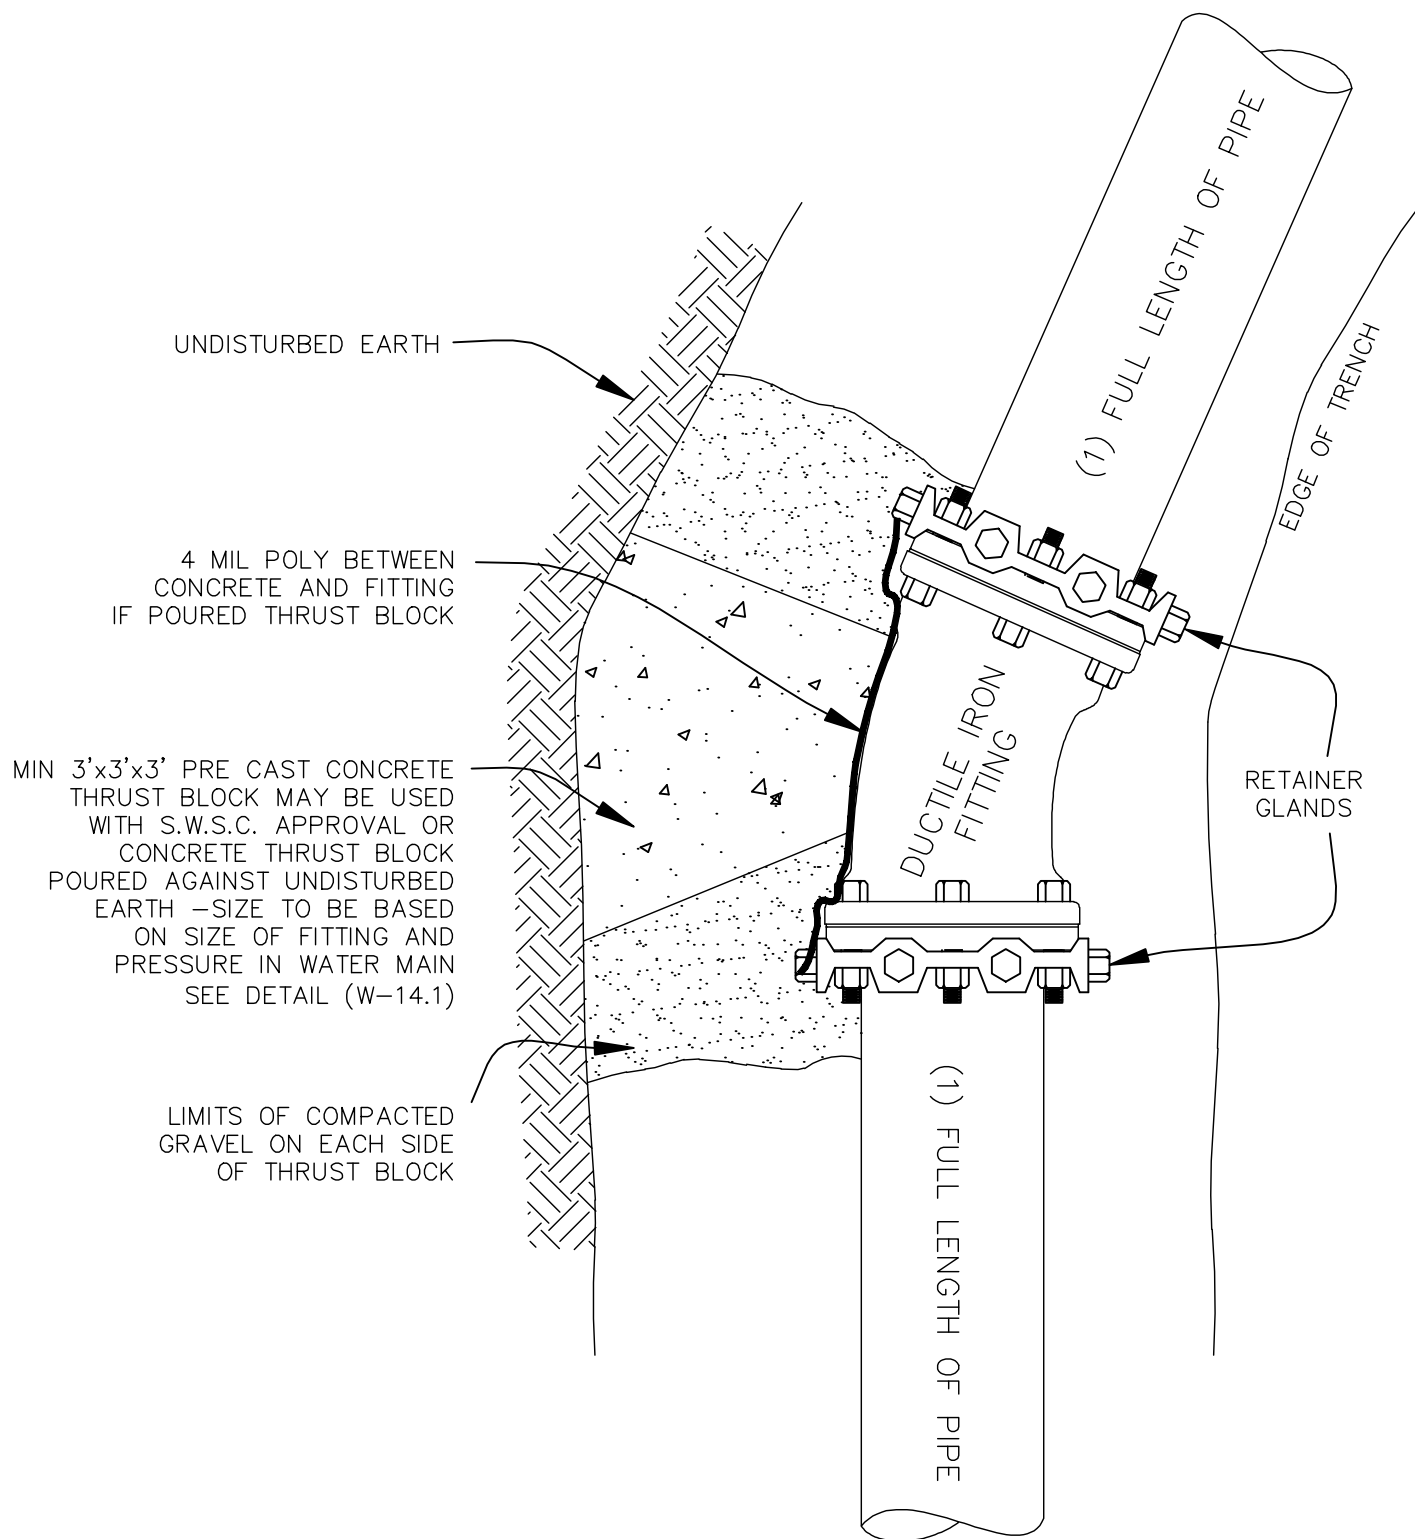 (1) FULL LENGTH OF PIPE
UNDISTURBED EARTH
EDGE OF TRENCH
4 MIL POLY BETWEEN
CONCRETE AND FITTING
IF POURED THRUST BLOCK
DUCTILE IRON
FITTING
MIN 3'x3'x3' PRE CAST CONCRETE
THRUST BLOCK MAY BE USED
WITH S.W.S.C. APPROVAL OR
CONCRETE THRUST BLOCK
POURED AGAINST UNDISTURBED
EARTH –SIZE TO BE BASED
ON SIZE OF FITTING AND
PRESSURE IN WATER MAIN
SEE DETAIL (W–14.1)
RETAINER
GLANDS
LIMITS OF COMPACTED
GRAVEL ON EACH SIDE
OF THRUST BLOCK
(1) FULL LENGTH OF PIPE